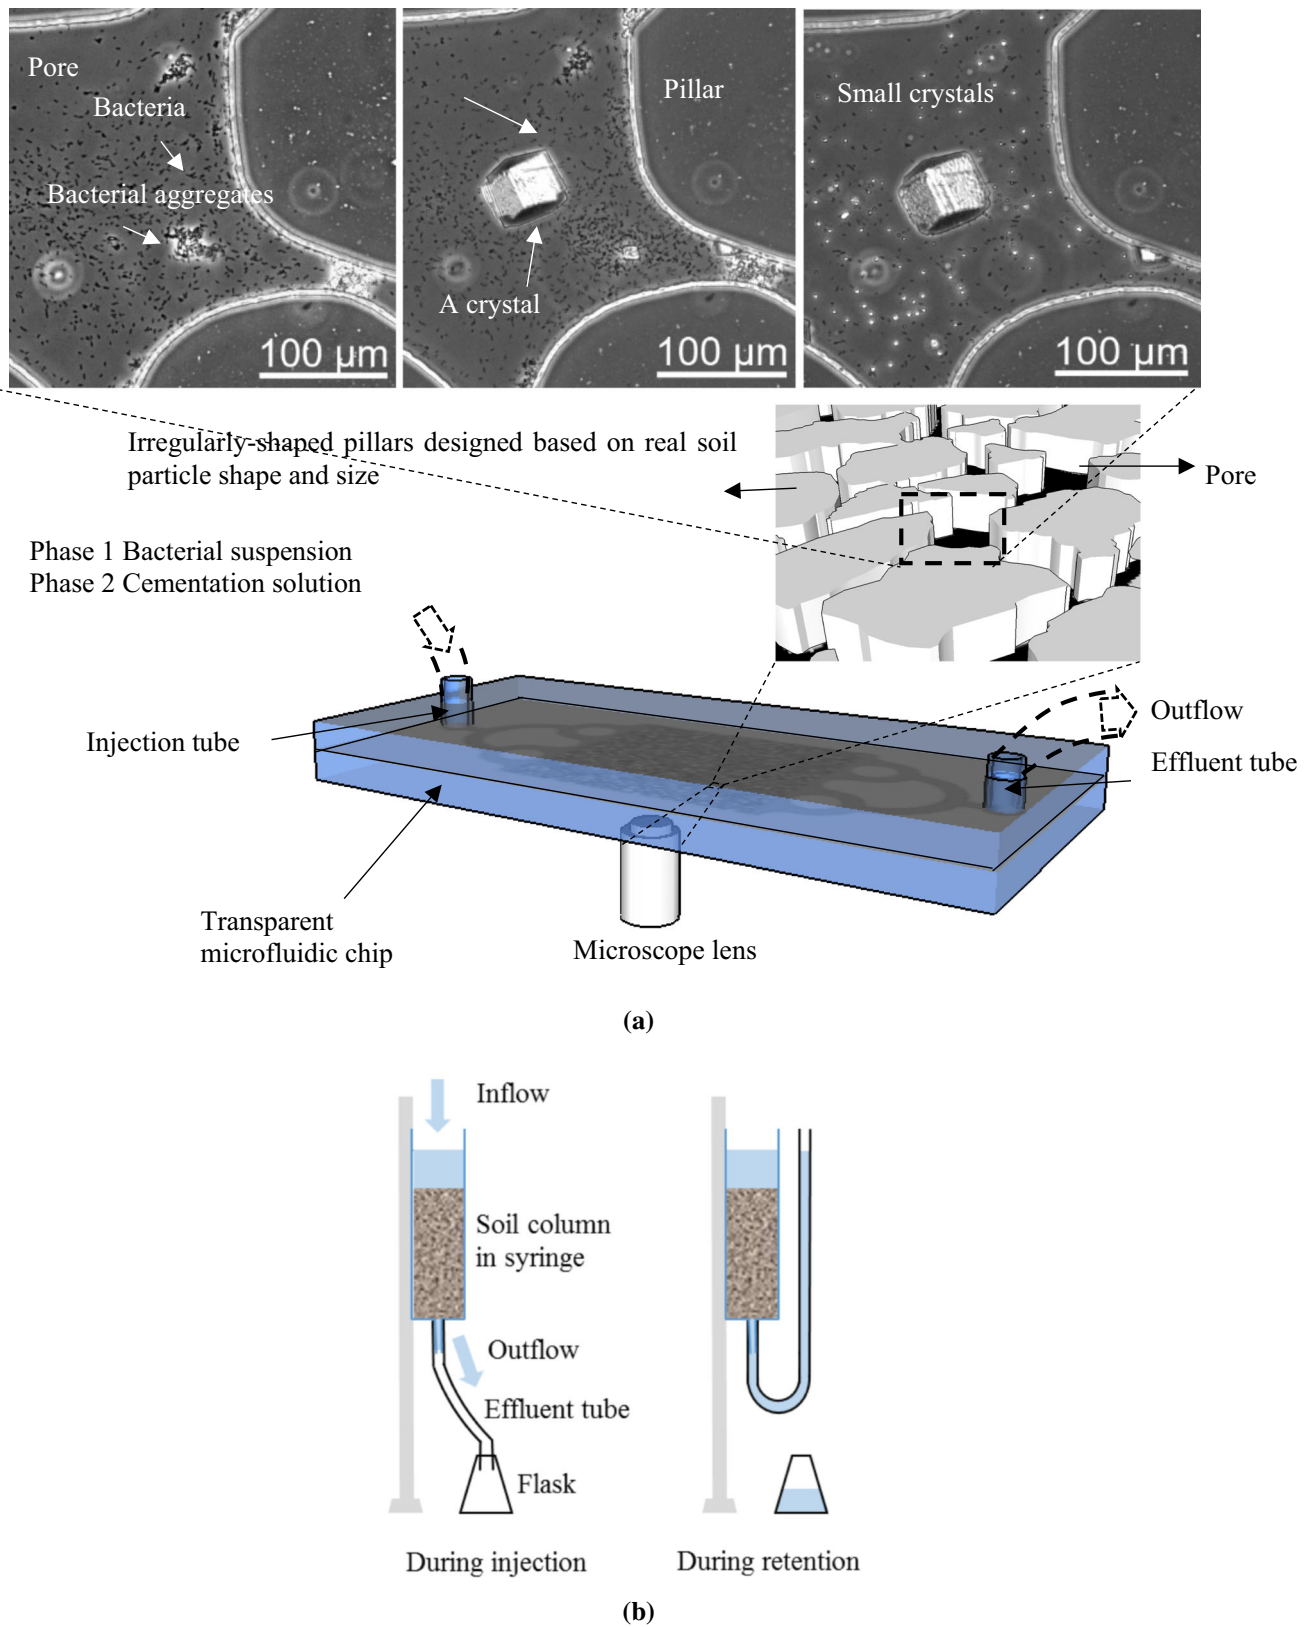 Pore
Bacteria
Bacterial aggregates
100 µm
A crystal
Pillar
100 µm
Small crystals
100 µm
Irregularly-shaped pillars designed based on real soil
particle shape and size
Pore
Phase 1 Bacterial suspension
Phase 2 Cementation solution
Injection tube
Outflow
Effluent tube
Transparent
microfluidic chip
Microscope lens
(a)
Inflow
Soil column
in syringe
Outflow
Effluent tube
Flask
During injection
During retention
(b)